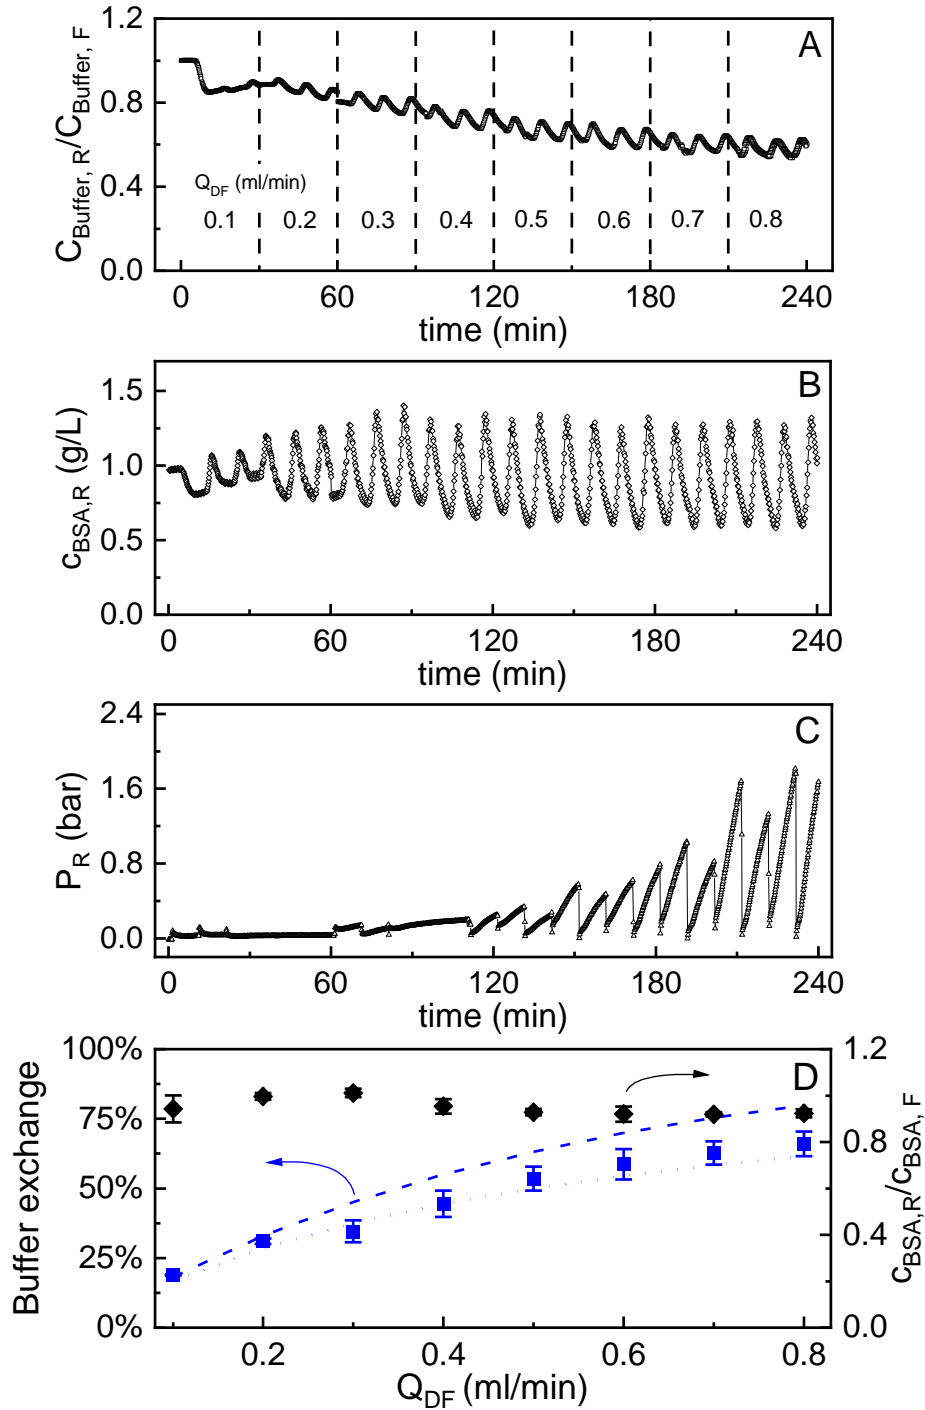 A
C_Buffer, R/C_Buffer, F
1.2
0.8
0.4
0.0
Q_DF (ml/min)
0.1 0.2 0.3 0.4 0.5 0.6 0.7 0.8
0 60 120 180 240
time (min)
B
c_BSA,R (g/L)
1.5
1.0
0.5
0.0
0 60 120 180 240
time (min)
C
P_R (bar)
2.4
1.6
0.8
0.0
0 60 120 180 240
time (min)
D
Buffer exchange
100%
75%
50%
25%
0%
1.2
0.8
0.4
0.0
c_BSA,R/c_BSA, F
0.2 0.4 0.6 0.8
Q_DF (ml/min)